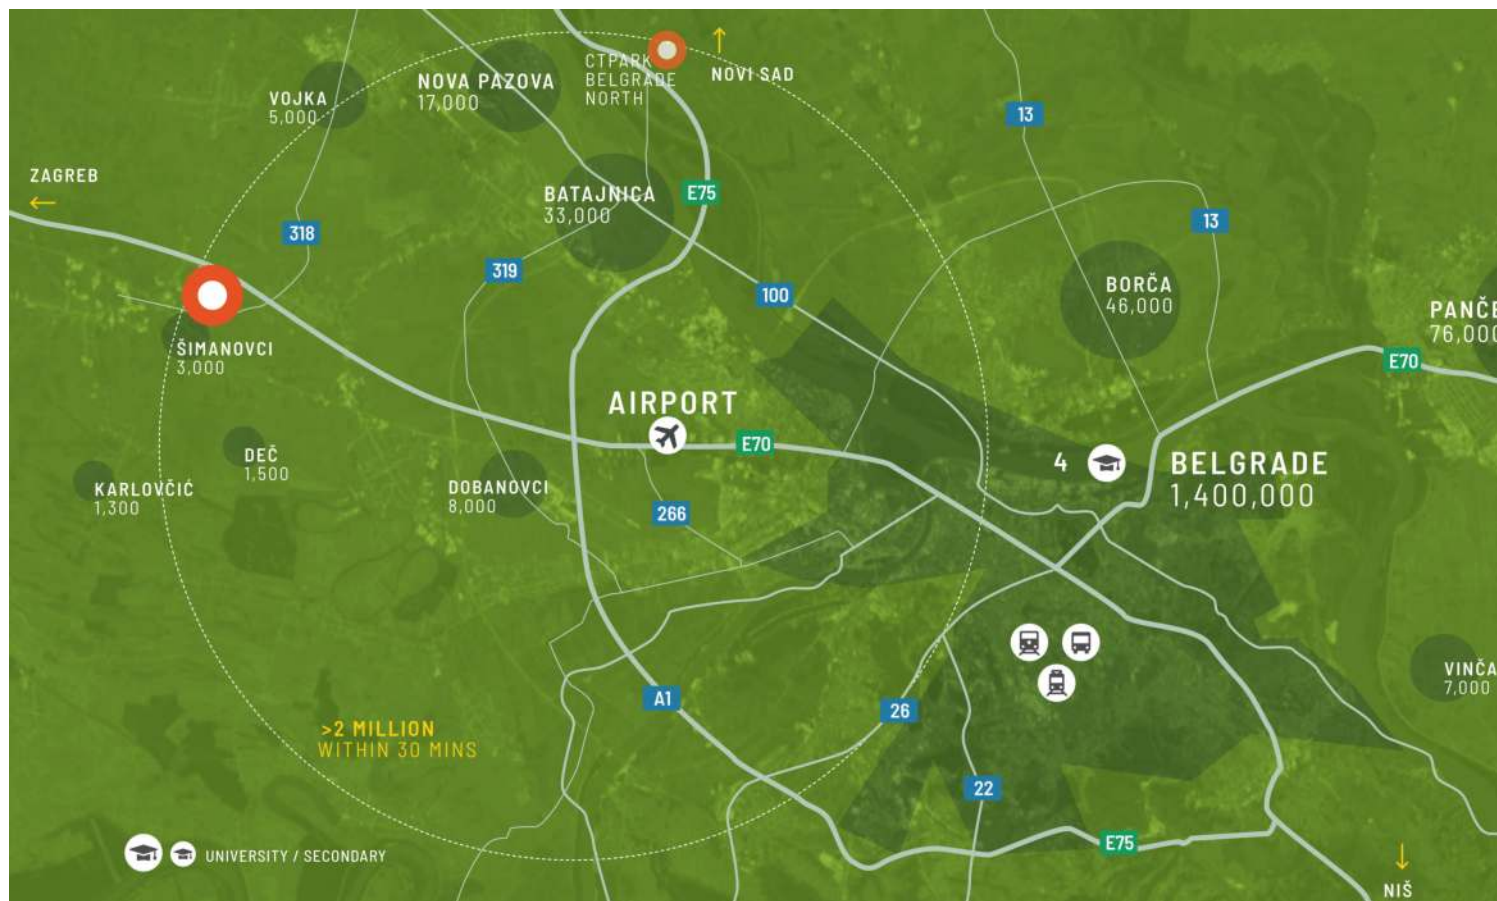 CTPARK
BELGRADE
NORTH
NOVI SAD
NOVA PAZOVA
17,000
VOJKA
5,000
13
ZAGREB
BATAJNICA
33,000
E75
318
13
319
100
BORČA
46,000
PANČE
76,000
ŠIMANOVCI
3,000
E70
AIRPORT
E70
DEČ
1,500
4
BELGRADE
1,400,000
KARLOVČIĆ
1,300
DOBANOVCI
8,000
266
VINČA
7,000
A1
26
>2 MILLION
WITHIN 30 MINS
22
E75
UNIVERSITY / SECONDARY
NIŠ